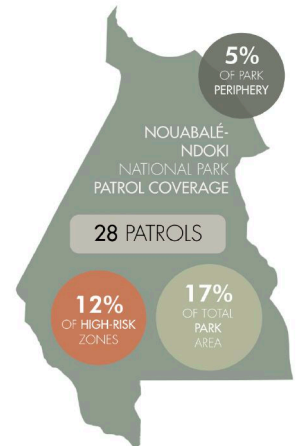 5%
OF PARK
PERIPHERY
NOUABALÉ-
NDOKI
NATIONAL PARK
PATROL COVERAGE
28 PATROLS
12%
OF HIGH-RISK
ZONES
17%
OF TOTAL
PARK
AREA